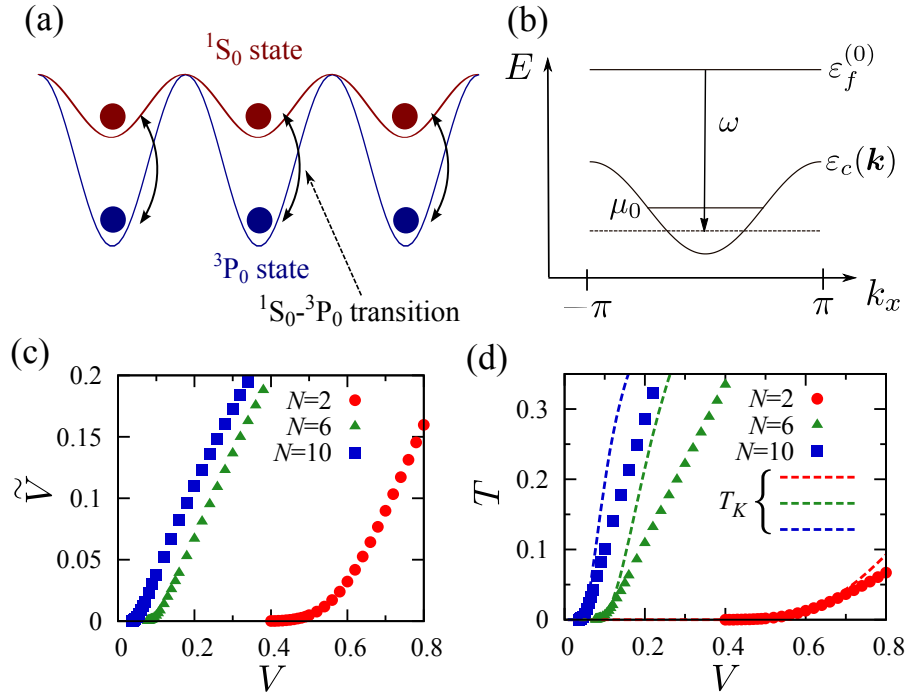 (a)
¹S₀ state
³P₀ state
¹S₀-³P₀ transition
(b)
E
ε_f^(0)
ω
ε_c(k)
μ₀
−π
π
k_x
(c)
0.2
0.15
0.1
0.05
0
Ṽ
N=2
N=6
N=10
0 0.2 0.4 0.6 0.8
V
(d)
0.3
0.2
0.1
0
T
N=2
N=6
N=10
T_K {
0 0.2 0.4 0.6 0.8
V